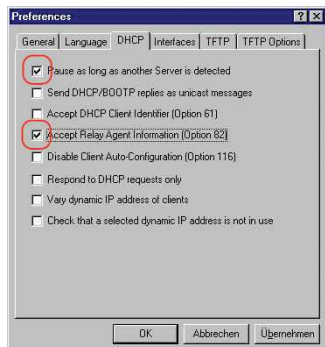 Preferences
General Language DHCP Interfaces TFTP TFTP Options
Pause as long as another Server is detected
Send DHCP/BOOTP replies as unicast messages
Accept DHCP Client Identifier (Option 61)
Accept Relay Agent Information (Option 82)
Disable Client Auto-Configuration (Option 116)
Respond to DHCP requests only
Vary dynamic IP address of clients
Check that a selected dynamic IP address is not in use
OK Abbrechen Übernehmen